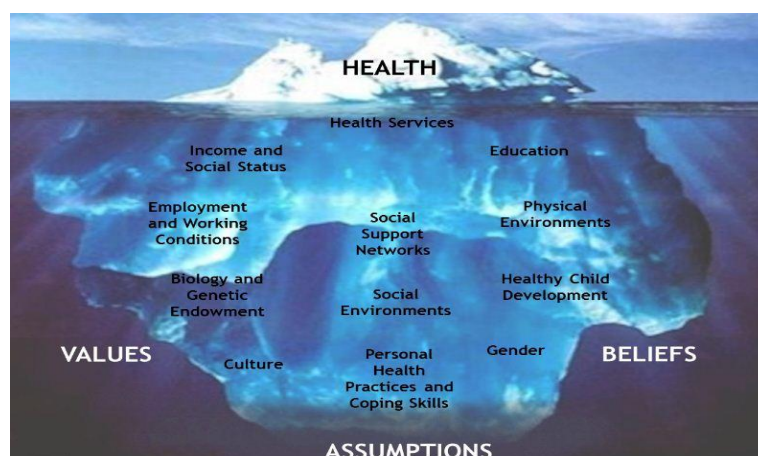 HEALTH
Health Services
Income and
Social Status
Education
Employment
and Working
Conditions
Social
Support
Networks
Physical
Environments
Biology and
Genetic
Endowment
Social
Environments
Healthy Child
Development
VALUES
Culture
Personal
Health
Practices and
Coping Skills
Gender
BELIEFS
ASSUMPTIONS